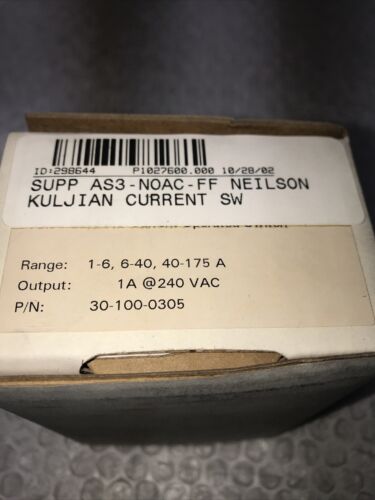 ID:298644 P1027600.000 10/28/02
SUPP AS3-NOAC-FF NEILSON
KULJIAN CURRENT SW
Range: 1-6, 6-40, 40-175 A
Output: 1A @240 VAC
P/N: 30-100-0305